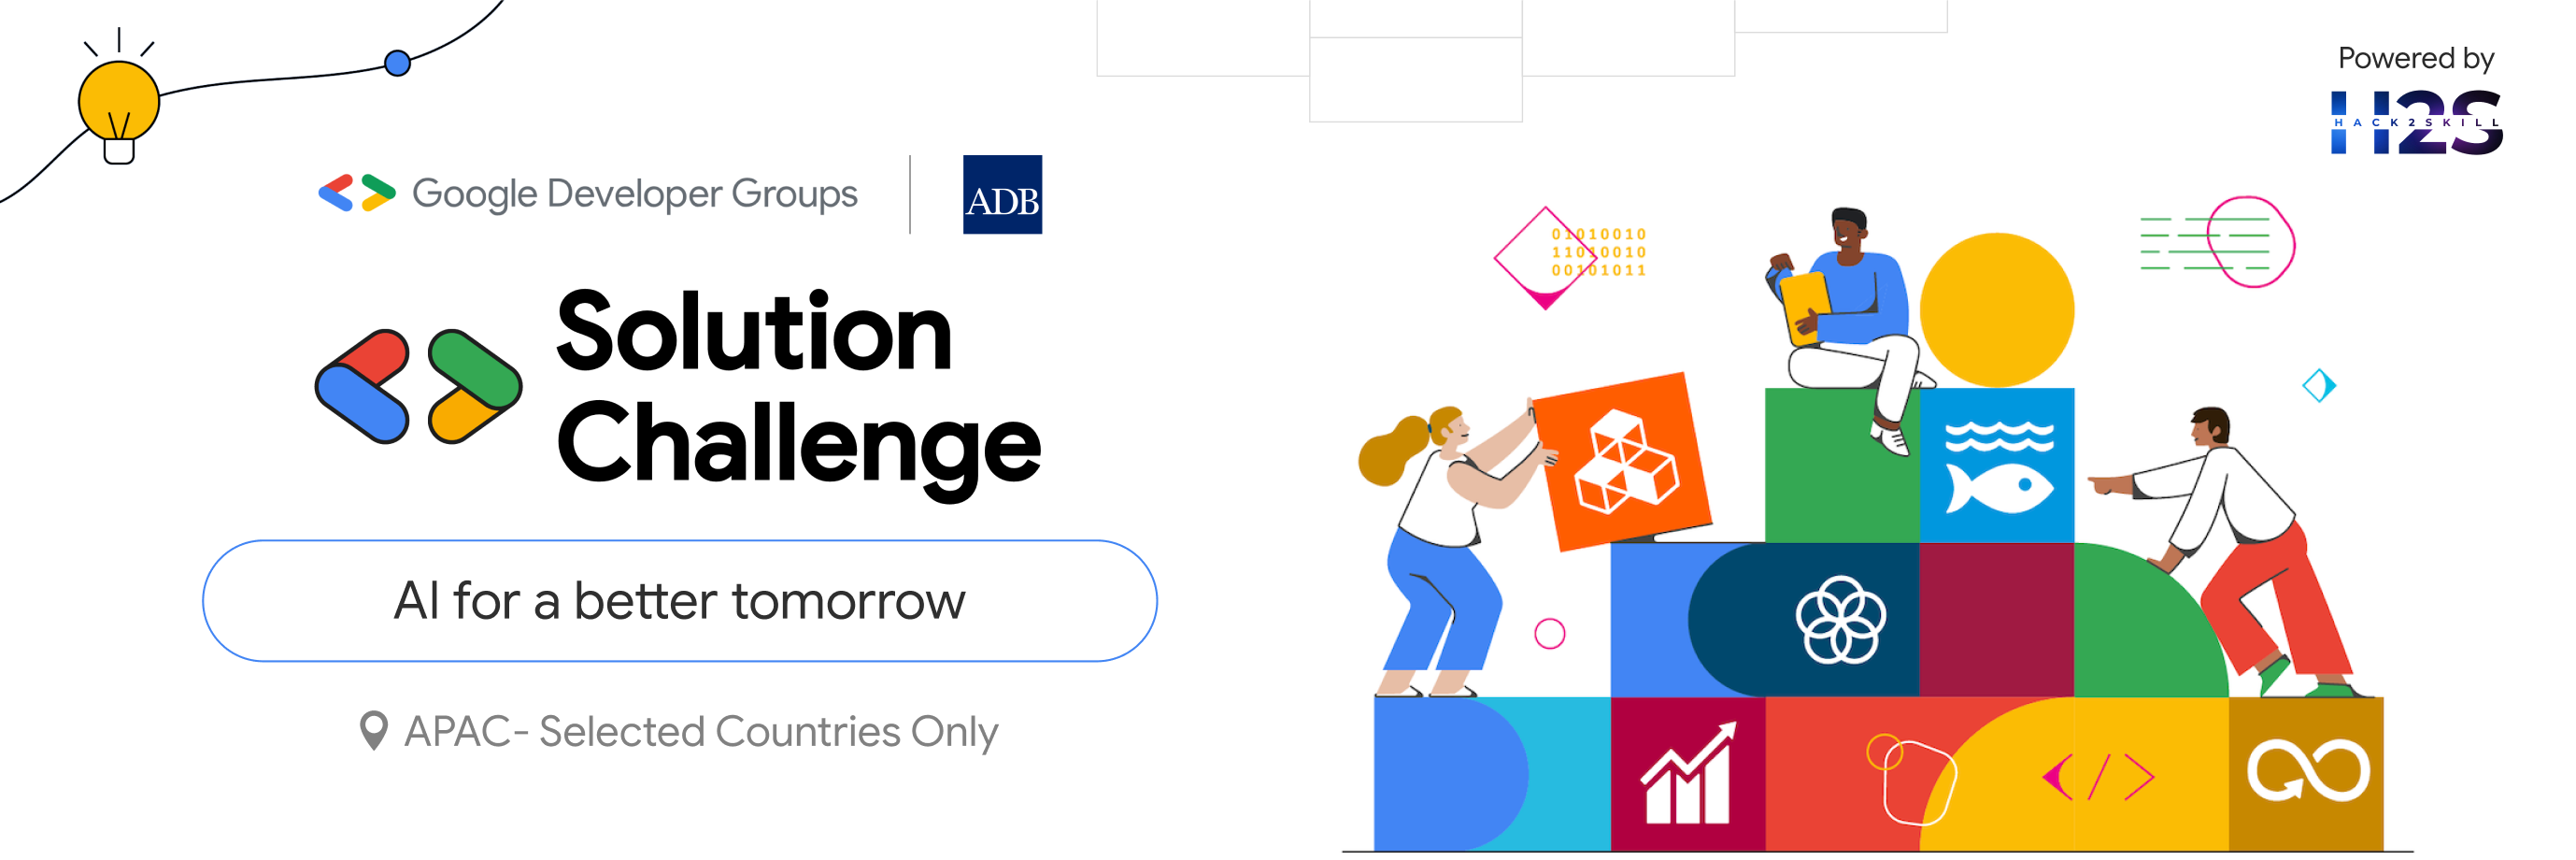 Powered by
H2S
HACK2SKILL
Google Developer Groups
ADB
Solution
Challenge
AI for a better tomorrow
APAC- Selected Countries Only
01010010
11010010
00101011